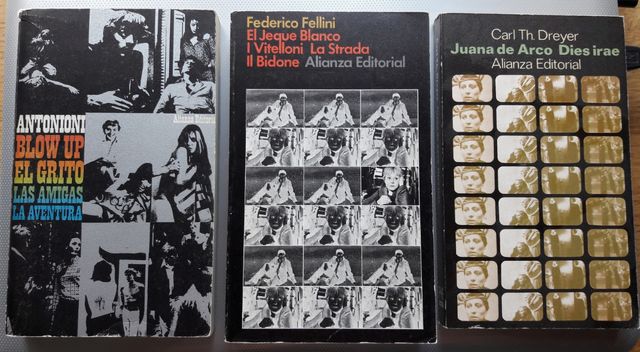 ANTONIONI
BLOW UP
EL GRITO
LAS AMIGAS
LA AVENTURA
Alianza Editorial
Federico Fellini
El Jeque Blanco
I Vitelloni La Strada
Il Bidone Alianza Editorial
Carl Th. Dreyer
Juana de Arco Dies irae
Alianza Editorial